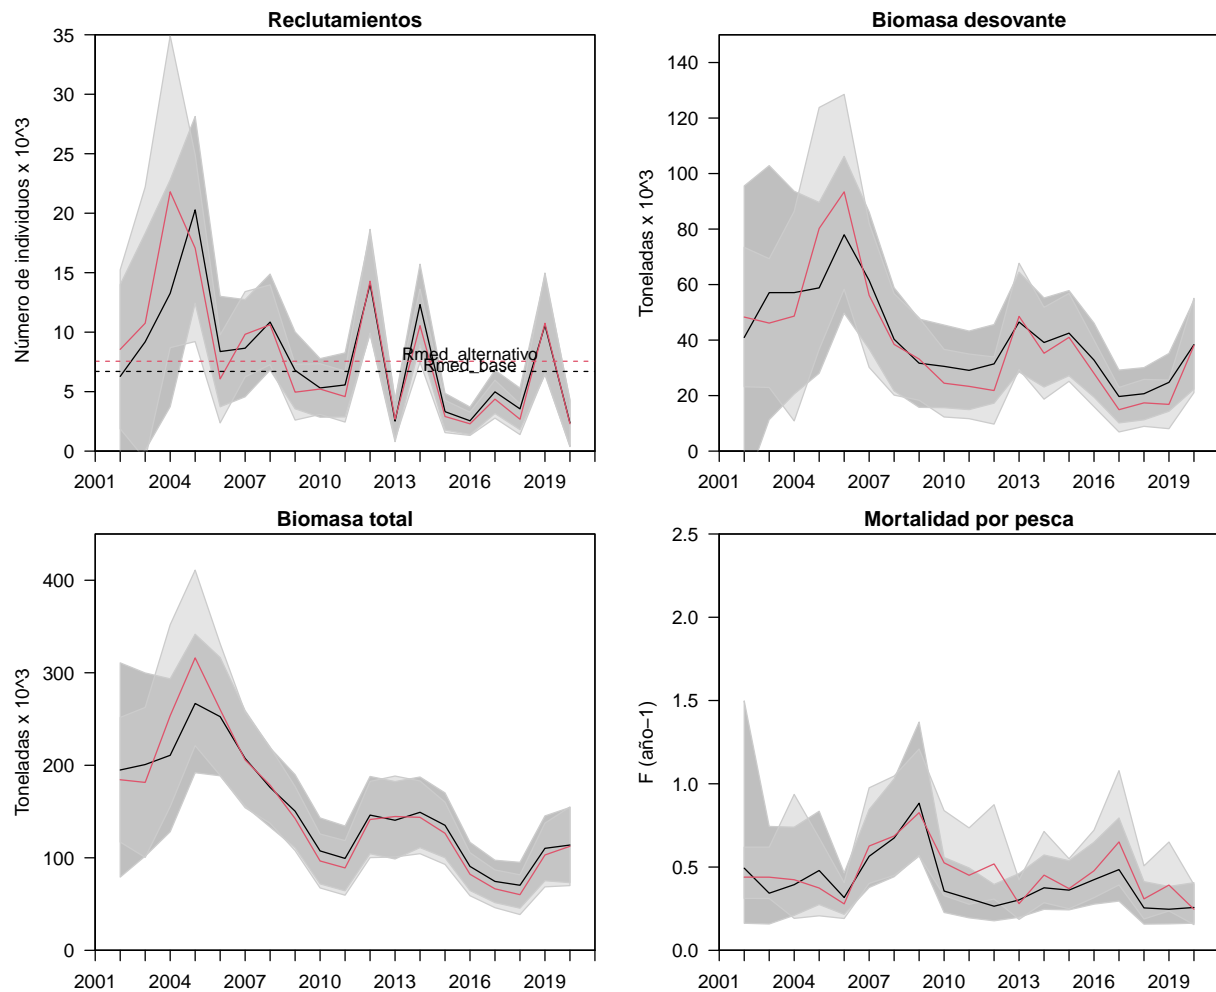 Reclutamientos
Número de individuos x 10^3
35
30
25
20
15
10
5
0
Rmed_alternativo
Rmed_base
2001 2004 2007 2010 2013 2016 2019
Biomasa desovante
Toneladas x 10^3
140
120
100
80
60
40
20
0
2001 2004 2007 2010 2013 2016 2019
Biomasa total
Toneladas x 10^3
400
300
200
100
0
2001 2004 2007 2010 2013 2016 2019
Mortalidad por pesca
F (año−1)
2.5
2.0
1.5
1.0
0.5
0.0
2001 2004 2007 2010 2013 2016 2019